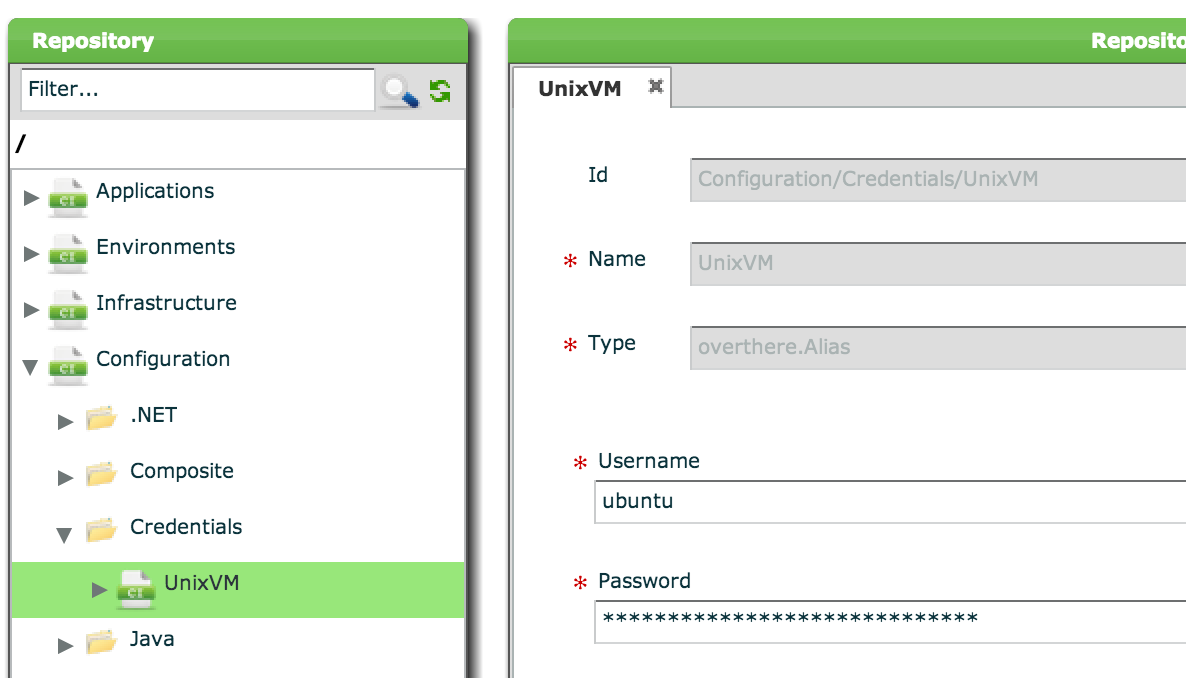 Repository
Filter...
/
Applications
Environments
Infrastructure
Configuration
.NET
Composite
Credentials
UnixVM
Java
Reposito
UnixVM
Id
Configuration/Credentials/UnixVM
* Name
UnixVM
* Type
overthere.Alias
* Username
ubuntu
* Password
*****************************